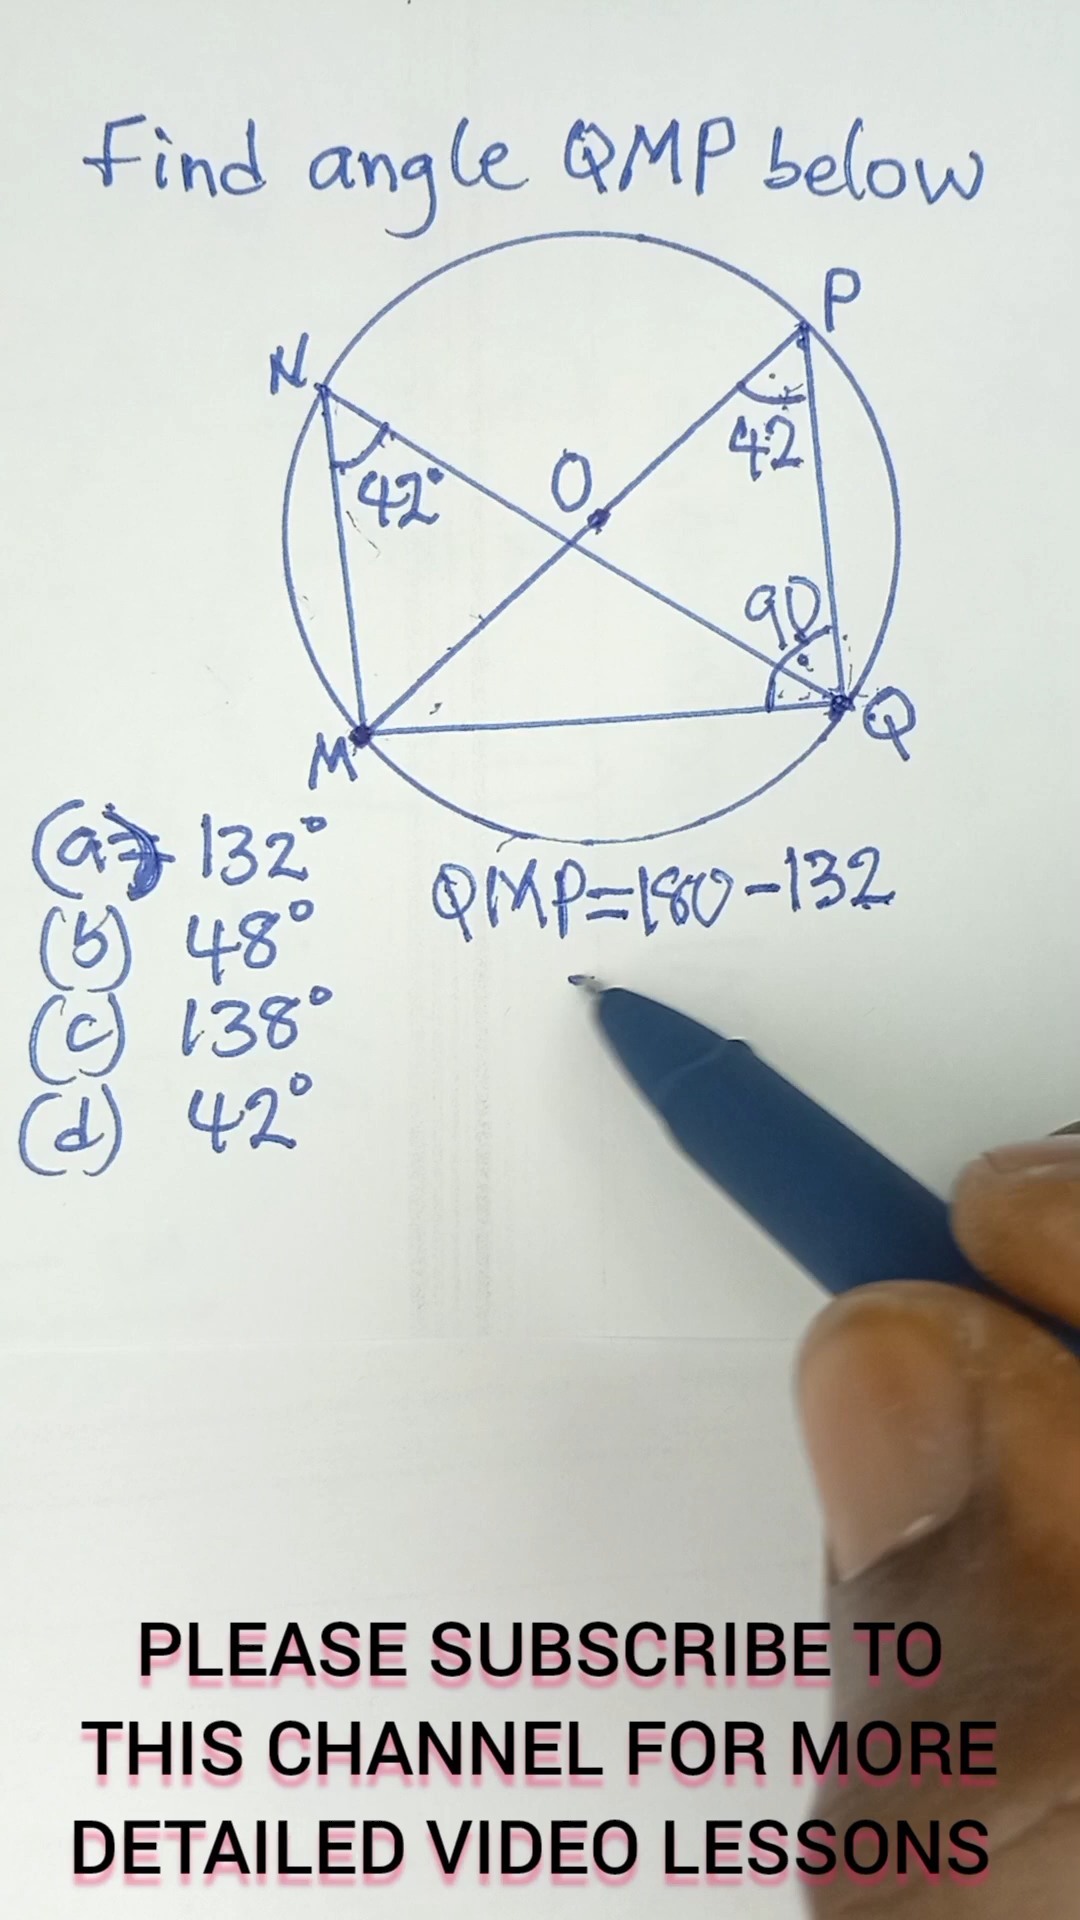 Find angle QMP below
P
N
O
42
42°
90
Q
M
(a) 132°
QMP=180-132
(b) 48°
(c) 138°
(d) 42°
PLEASE SUBSCRIBE TO
THIS CHANNEL FOR MORE
DETAILED VIDEO LESSONS